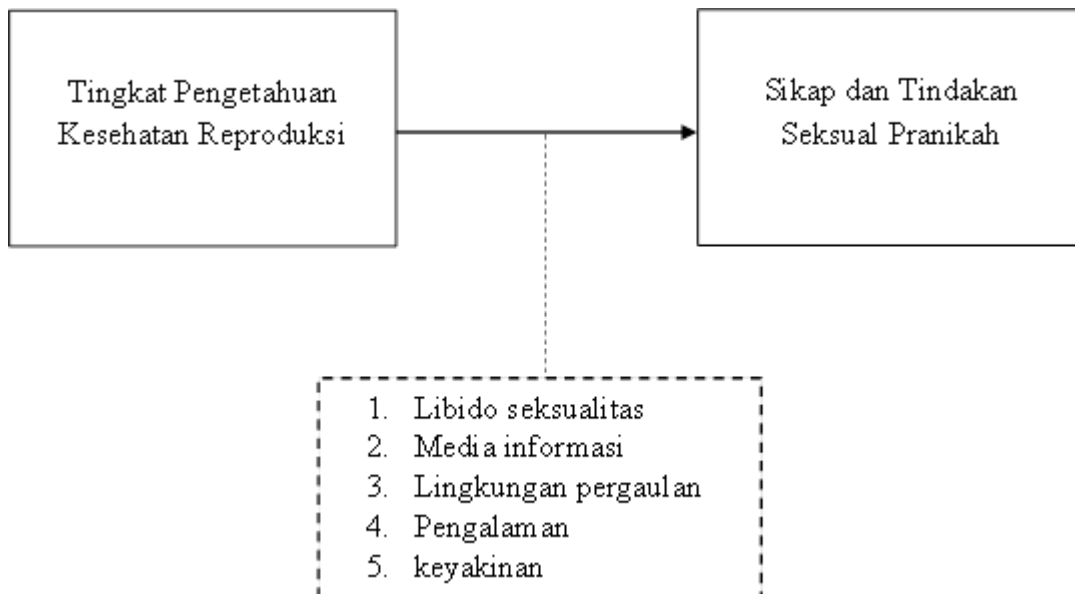 Tingkat Pengetahuan
Kesehatan Reproduksi
Sikap dan Tindakan
Seksual Pranikah
1. Libido seksualitas
2. Media informasi
3. Lingkungan pergaulan
4. Pengalaman
5. keyakinan